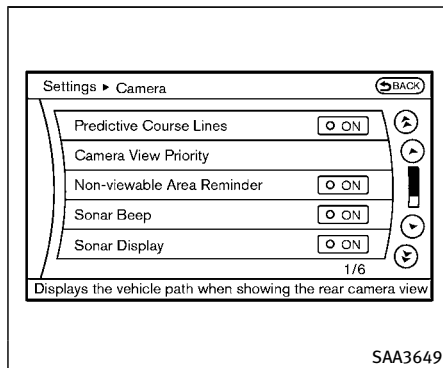 Settings ▸ Camera BACK
Predictive Course Lines ON
Camera View Priority
Non-viewable Area Reminder ON
Sonar Beep ON
Sonar Display ON
1/6
Displays the vehicle path when showing the rear camera view
SAA3649